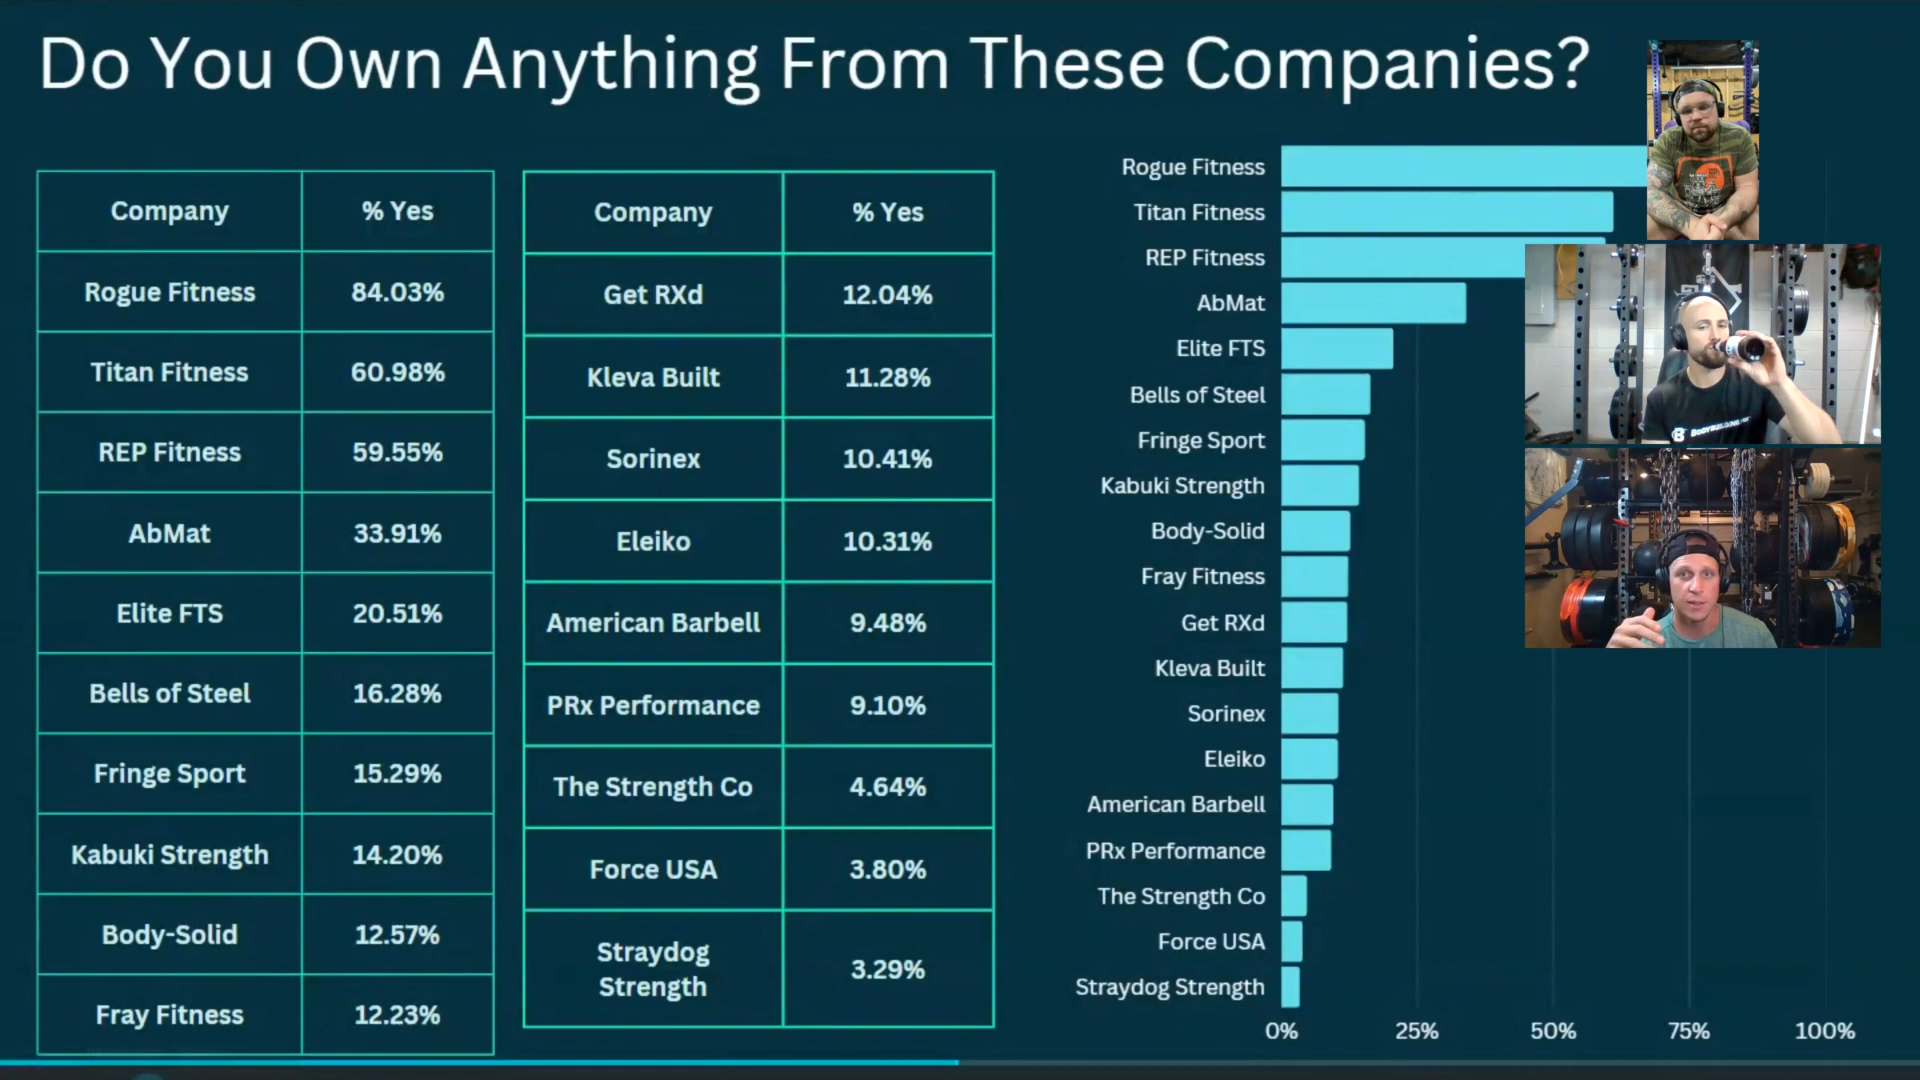 Do You Own Anything From These Companies?
Company % Yes
Rogue Fitness 84.03%
Titan Fitness 60.98%
REP Fitness 59.55%
AbMat 33.91%
Elite FTS 20.51%
Bells of Steel 16.28%
Fringe Sport 15.29%
Kabuki Strength 14.20%
Body-Solid 12.57%
Fray Fitness 12.23%
Company % Yes
Get RXd 12.04%
Kleva Built 11.28%
Sorinex 10.41%
Eleiko 10.31%
American Barbell 9.48%
PRx Performance 9.10%
The Strength Co 4.64%
Force USA 3.80%
Straydog
Strength 3.29%
Rogue Fitness
Titan Fitness
REP Fitness
AbMat
Elite FTS
Bells of Steel
Fringe Sport
Kabuki Strength
Body-Solid
Fray Fitness
Get RXd
Kleva Built
Sorinex
Eleiko
American Barbell
PRx Performance
The Strength Co
Force USA
Straydog Strength
0% 25% 50% 75% 100%